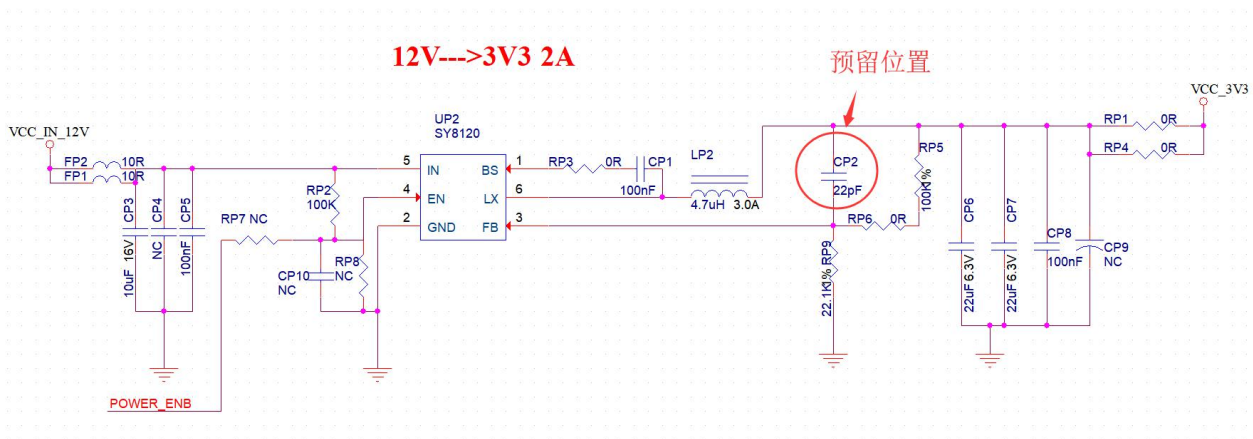 12V--->3V3 2A
预留位置
VCC_3V3
VCC_IN_12V
UP2
SY8120
RP1 0R
FP2 10R
FP1 10R
RP2
100K
5 IN
4 EN
2 GND
BS 1
LX 6
FB 3
RP3 0R
CP1
100nF
LP2
4.7uH 3.0A
CP2
22pF
RP5
100K1%
RP4 0R
RP6 0R
CP3
10uF 16V
CP4
NC
CP5
100nF
RP7 NC
CP10
NC
RP8
NC
RP9
22.1K1%
CP6
22uF 6.3V
CP7
22uF 6.3V
CP8
100nF
CP9
NC
POWER_ENB